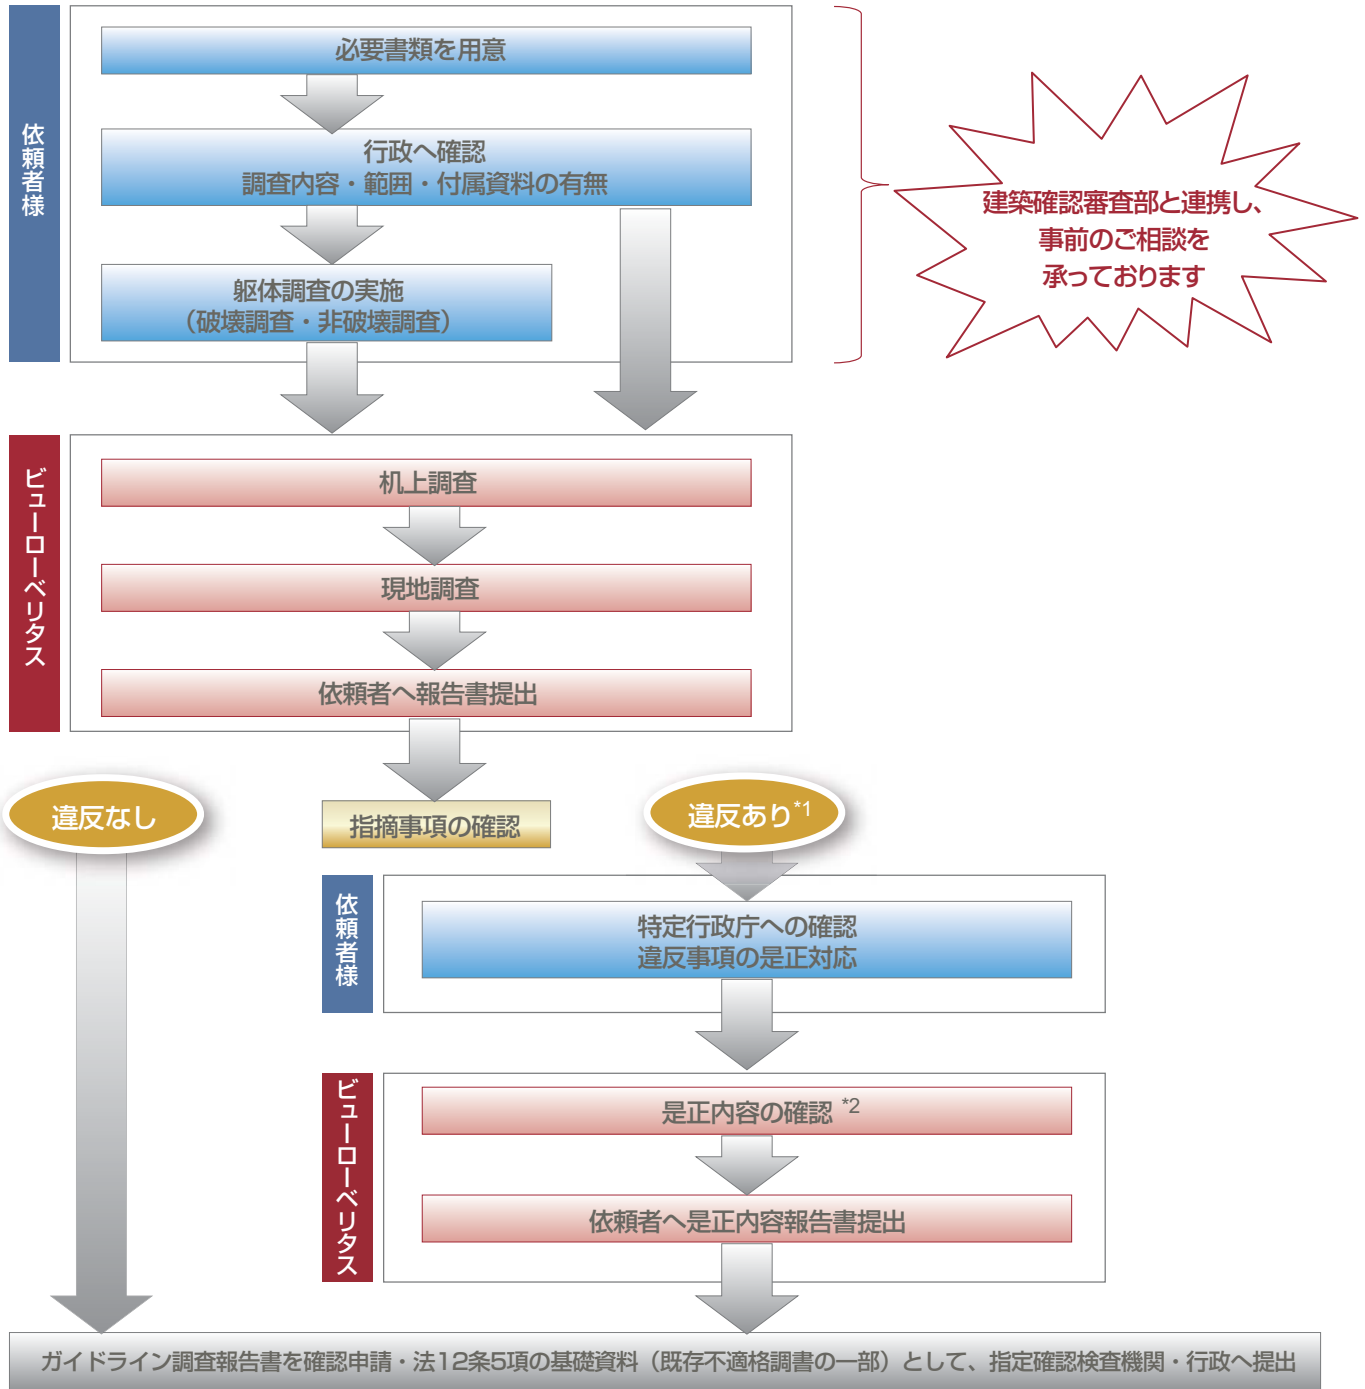 依頼者様
必要書類を用意
行政へ確認
調査内容・範囲・付属資料の有無
躯体調査の実施
（破壊調査・非破壊調査）
建築確認審査部と連携し、
事前のご相談を
承っております
ビューローベリタス
机上調査
現地調査
依頼者へ報告書提出
違反なし
指摘事項の確認
違反あり*1
依頼者様
特定行政庁への確認
違反事項の是正対応
ビューローベリタス
是正内容の確認 *2
依頼者へ是正内容報告書提出
ガイドライン調査報告書を確認申請・法12条5項の基礎資料（既存不適格調書の一部）として、指定確認検査機関・行政へ提出